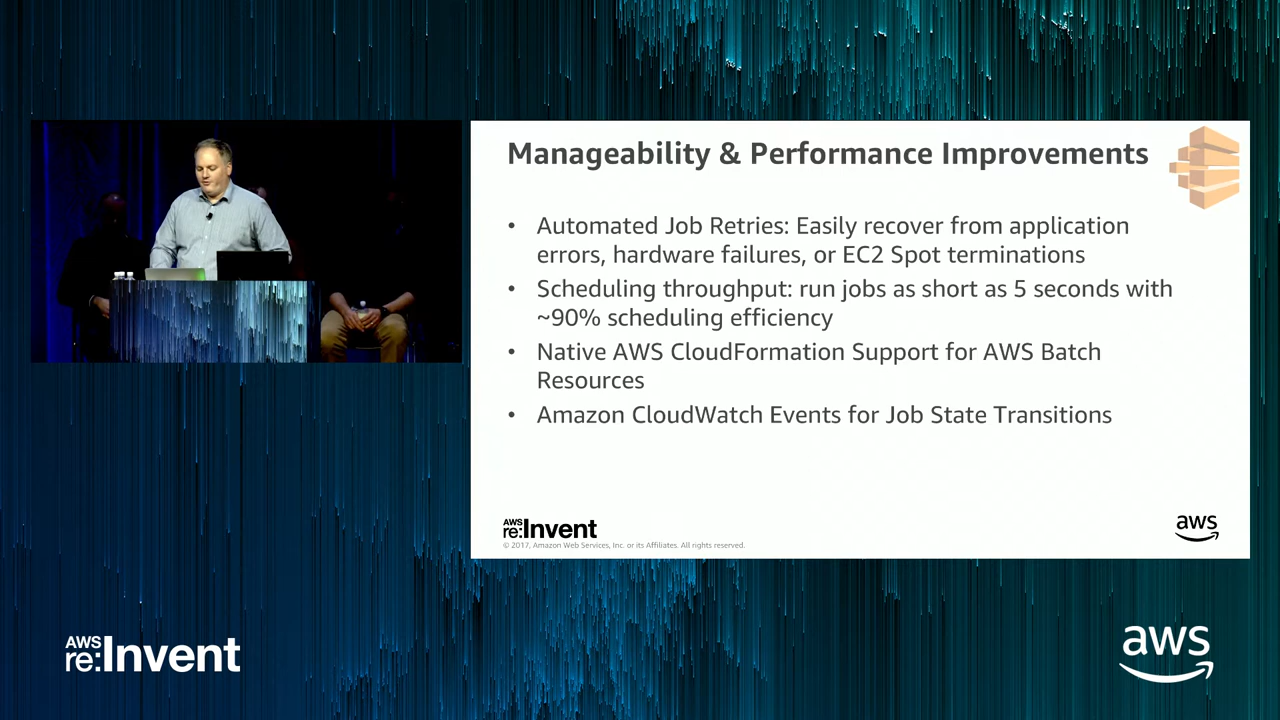 Manageability & Performance Improvements
• Automated Job Retries: Easily recover from application
errors, hardware failures, or EC2 Spot terminations
• Scheduling throughput: run jobs as short as 5 seconds with
~90% scheduling efficiency
• Native AWS CloudFormation Support for AWS Batch
Resources
• Amazon CloudWatch Events for Job State Transitions
AWS
re:Invent
© 2017, Amazon Web Services, Inc. or its Affiliates. All rights reserved.
aws
AWS
re:Invent
aws